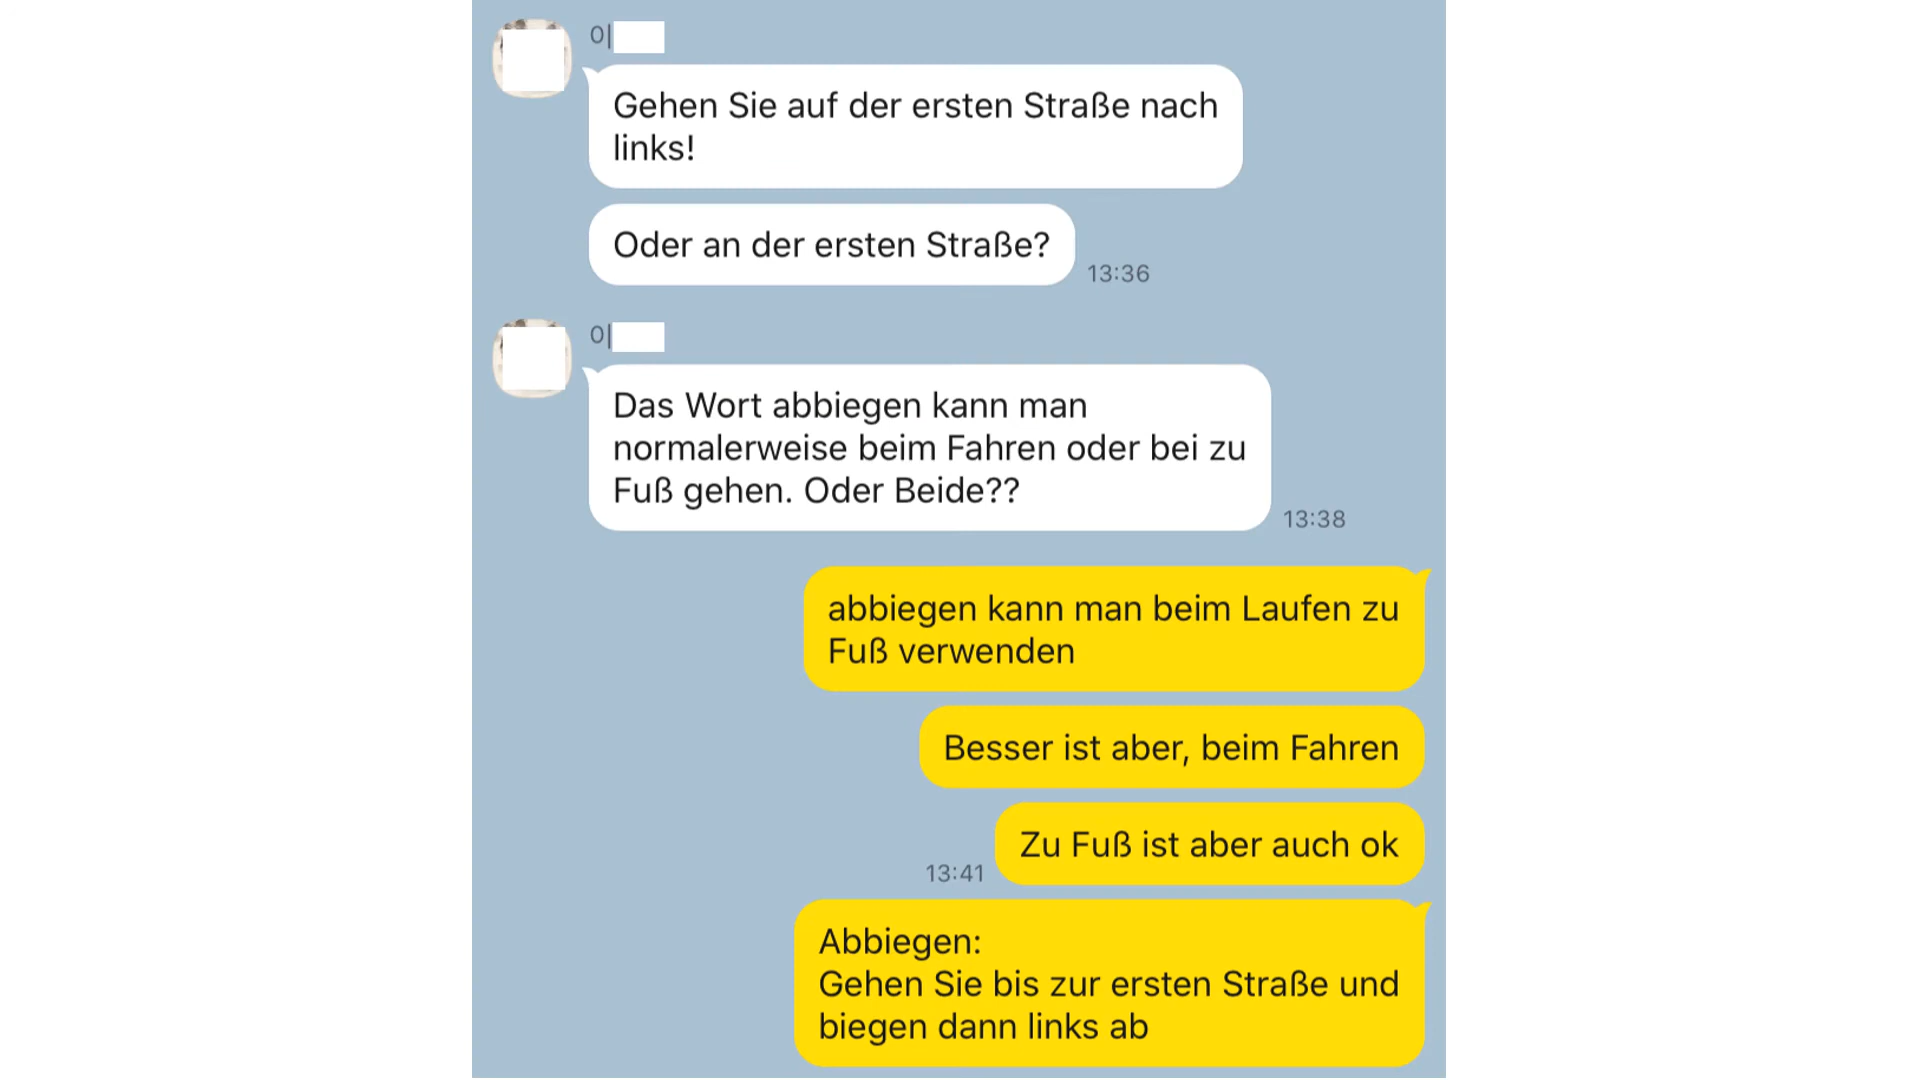 이
Gehen Sie auf der ersten Straße nach
links!
Oder an der ersten Straße?
13:36
이
Das Wort abbiegen kann man
normalerweise beim Fahren oder bei zu
Fuß gehen. Oder Beide??
13:38
abbiegen kann man beim Laufen zu
Fuß verwenden
Besser ist aber, beim Fahren
Zu Fuß ist aber auch ok
13:41
Abbiegen:
Gehen Sie bis zur ersten Straße und
biegen dann links ab